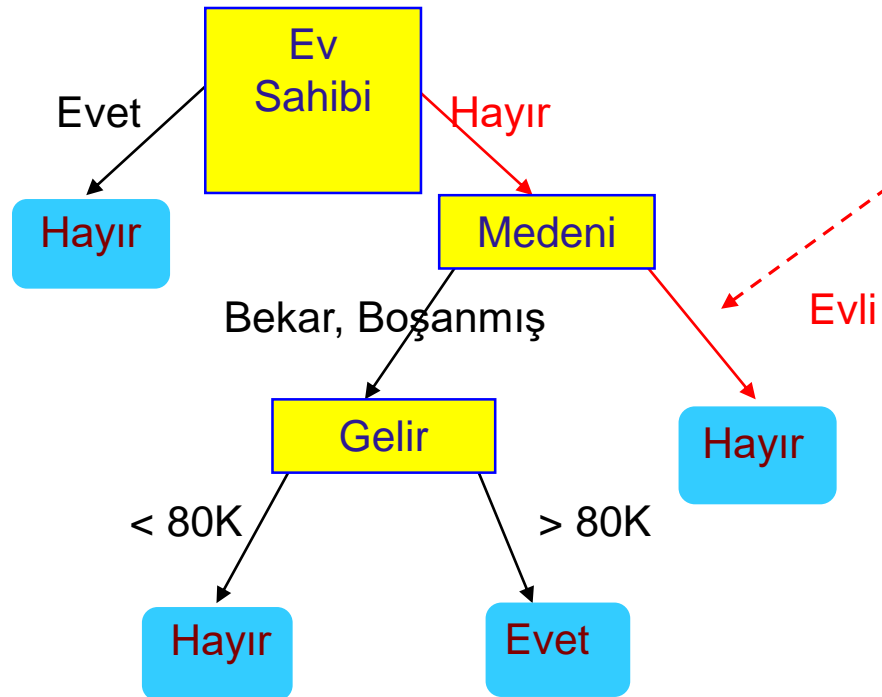 Ev
Sahibi
Evet
Hayır
Hayır
Medeni
Bekar, Boşanmış
Evli
Gelir
Hayır
< 80K
> 80K
Hayır
Evet